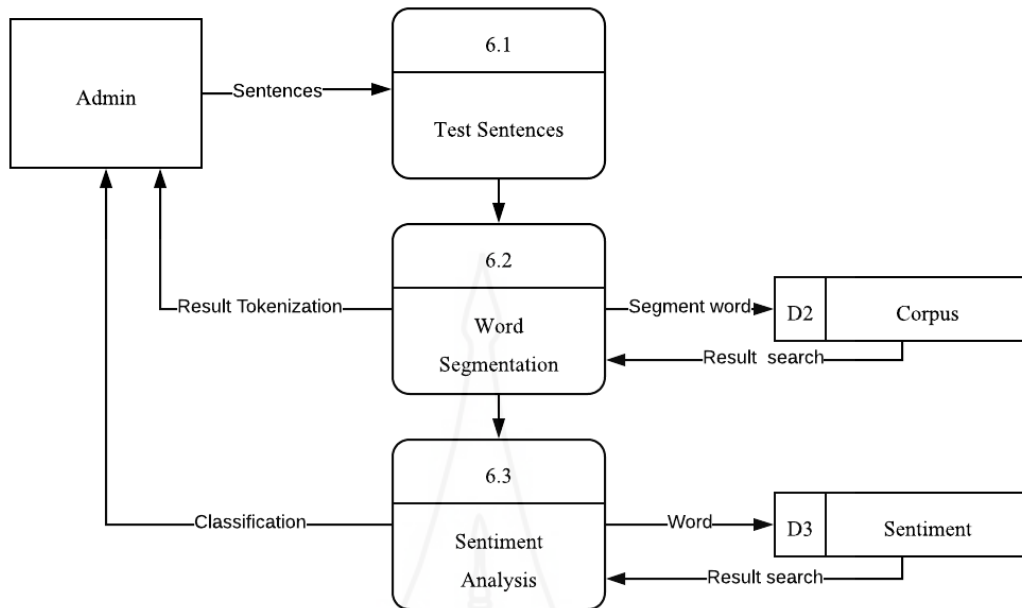 6.1
Admin
Sentences
Test Sentences
6.2
Result Tokenization
Segment word
D2
Corpus
Word
Segmentation
Result search
6.3
Classification
Word
D3
Sentiment
Sentiment
Analysis
Result search